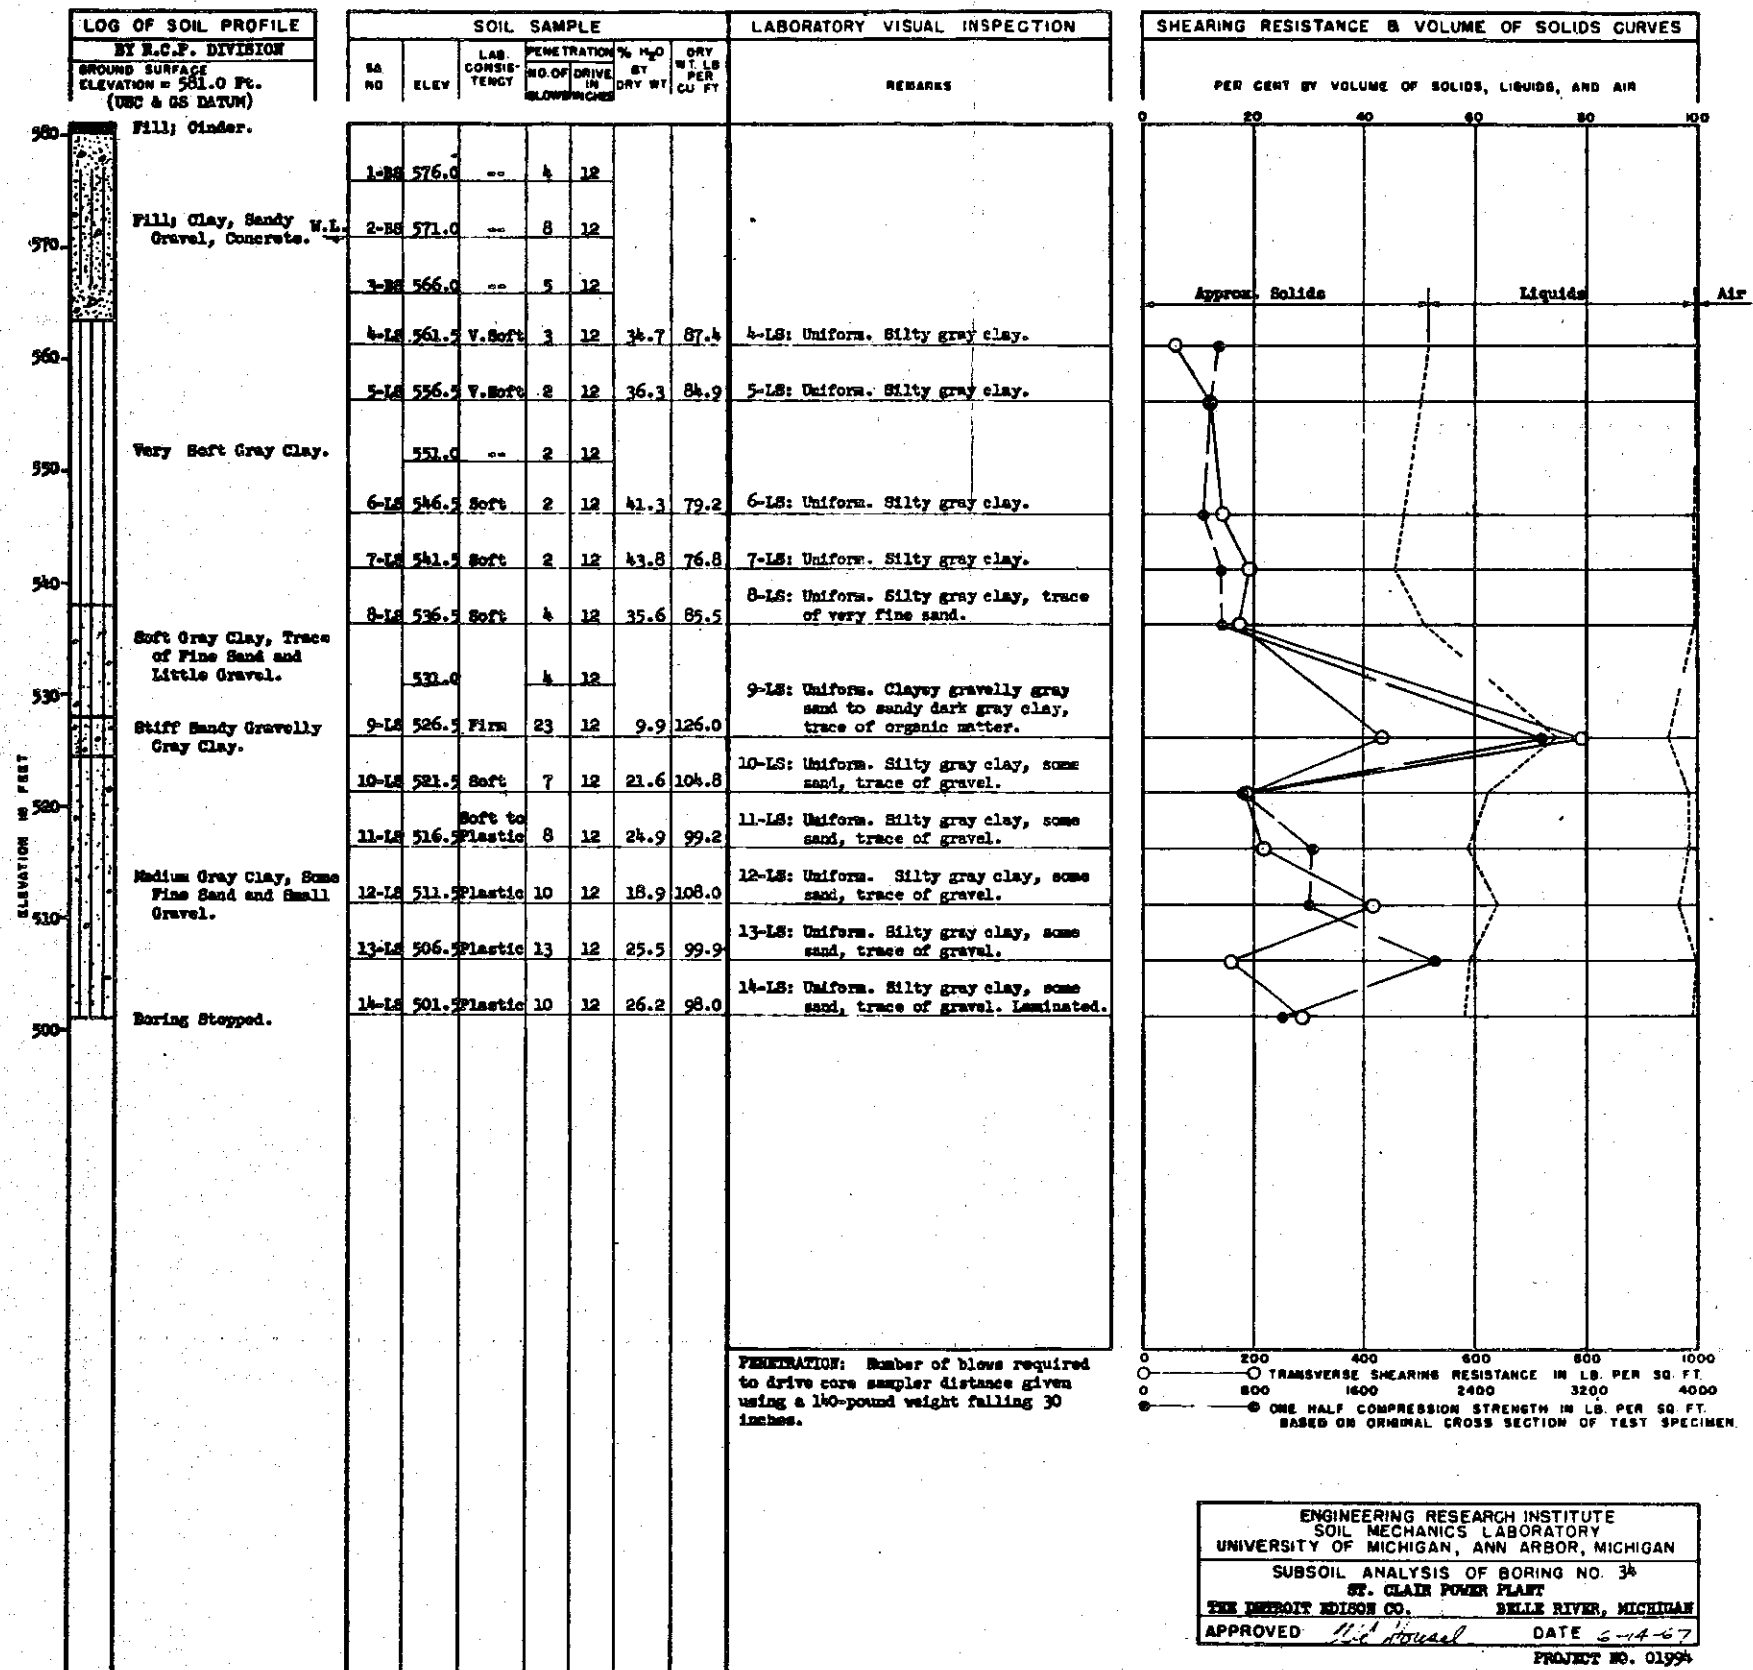 LOG OF SOIL PROFILE
BY R.C.P. DIVISION
GROUND SURFACE
ELEVATION = 581.0 Ft.
(USC & GS DATUM)
SOIL SAMPLE
SA NO
ELEV
LAB. CONSIS- TENCY
PENETRATION
NO. OF BLOWS
DRIVE IN INCHES
% H2O BY DRY WT
DRY WT. LB PER CU FT
LABORATORY VISUAL INSPECTION
REMARKS
SHEARING RESISTANCE & VOLUME OF SOLIDS CURVES
PER CENT BY VOLUME OF SOLIDS, LIQUIDS, AND AIR
0 20 40 60 80 100
ELEVATION IN FEET
580
570
560
550
540
530
520
510
500
Fill; Cinder.
Fill; Clay, Sandy W.L.
Gravel, Concrete.
Very Soft Gray Clay.
Soft Gray Clay, Trace
of Fine Sand and
Little Gravel.
Stiff Sandy Gravelly
Gray Clay.
Medium Gray Clay, Some
Fine Sand and Small
Gravel.
Boring Stopped.
1-BS 576.0 -- 4 12
2-BS 571.0 -- 8 12
3-BS 566.0 -- 5 12
4-LS 561.5 V.Soft 3 12 34.7 87.4 4-LS: Uniform. Silty gray clay.
5-LS 556.5 V.Soft 2 12 36.3 84.9 5-LS: Uniform. Silty gray clay.
551.0 -- 2 12
6-LS 546.5 Soft 2 12 41.3 79.2 6-LS: Uniform. Silty gray clay.
7-LS 541.5 Soft 2 12 43.8 76.8 7-LS: Uniform. Silty gray clay.
8-LS: Uniform. Silty gray clay, trace
8-LS 536.5 Soft 4 12 35.6 85.5 of very fine sand.
531.0 4 12
9-LS: Uniform. Clayey gravelly gray
sand to sandy dark gray clay,
9-LS 526.5 Firm 23 12 9.9 126.0 trace of organic matter.
10-LS: Uniform. Silty gray clay, some
10-LS 521.5 Soft 7 12 21.6 104.8 sand, trace of gravel.
11-LS: Uniform. Silty gray clay, some
11-LS 516.5 Soft to Plastic 8 12 24.9 99.2 sand, trace of gravel.
12-LS: Uniform. Silty gray clay, some
12-LS 511.5 Plastic 10 12 18.9 108.0 sand, trace of gravel.
13-LS: Uniform. Silty gray clay, some
13-LS 506.5 Plastic 13 12 25.5 99.9 sand, trace of gravel.
14-LS: Uniform. Silty gray clay, some
14-LS 501.5 Plastic 10 12 26.2 98.0 sand, trace of gravel. Laminated.
Approx. Solids Liquids Air
PENETRATION: Number of blows required
to drive core sampler distance given
using a 140-pound weight falling 30
inches.
0 200 400 600 800 1000
TRANSVERSE SHEARING RESISTANCE IN LB. PER SQ. FT.
0 800 1600 2400 3200 4000
ONE HALF COMPRESSION STRENGTH IN LB. PER SQ. FT.
BASED ON ORIGINAL CROSS SECTION OF TEST SPECIMEN.
ENGINEERING RESEARCH INSTITUTE
SOIL MECHANICS LABORATORY
UNIVERSITY OF MICHIGAN, ANN ARBOR, MICHIGAN
SUBSOIL ANALYSIS OF BORING NO. 34
ST. CLAIR POWER PLANT
THE DETROIT EDISON CO. BELLE RIVER, MICHIGAN
APPROVED Housel DATE 6-14-67
PROJECT NO. 01994